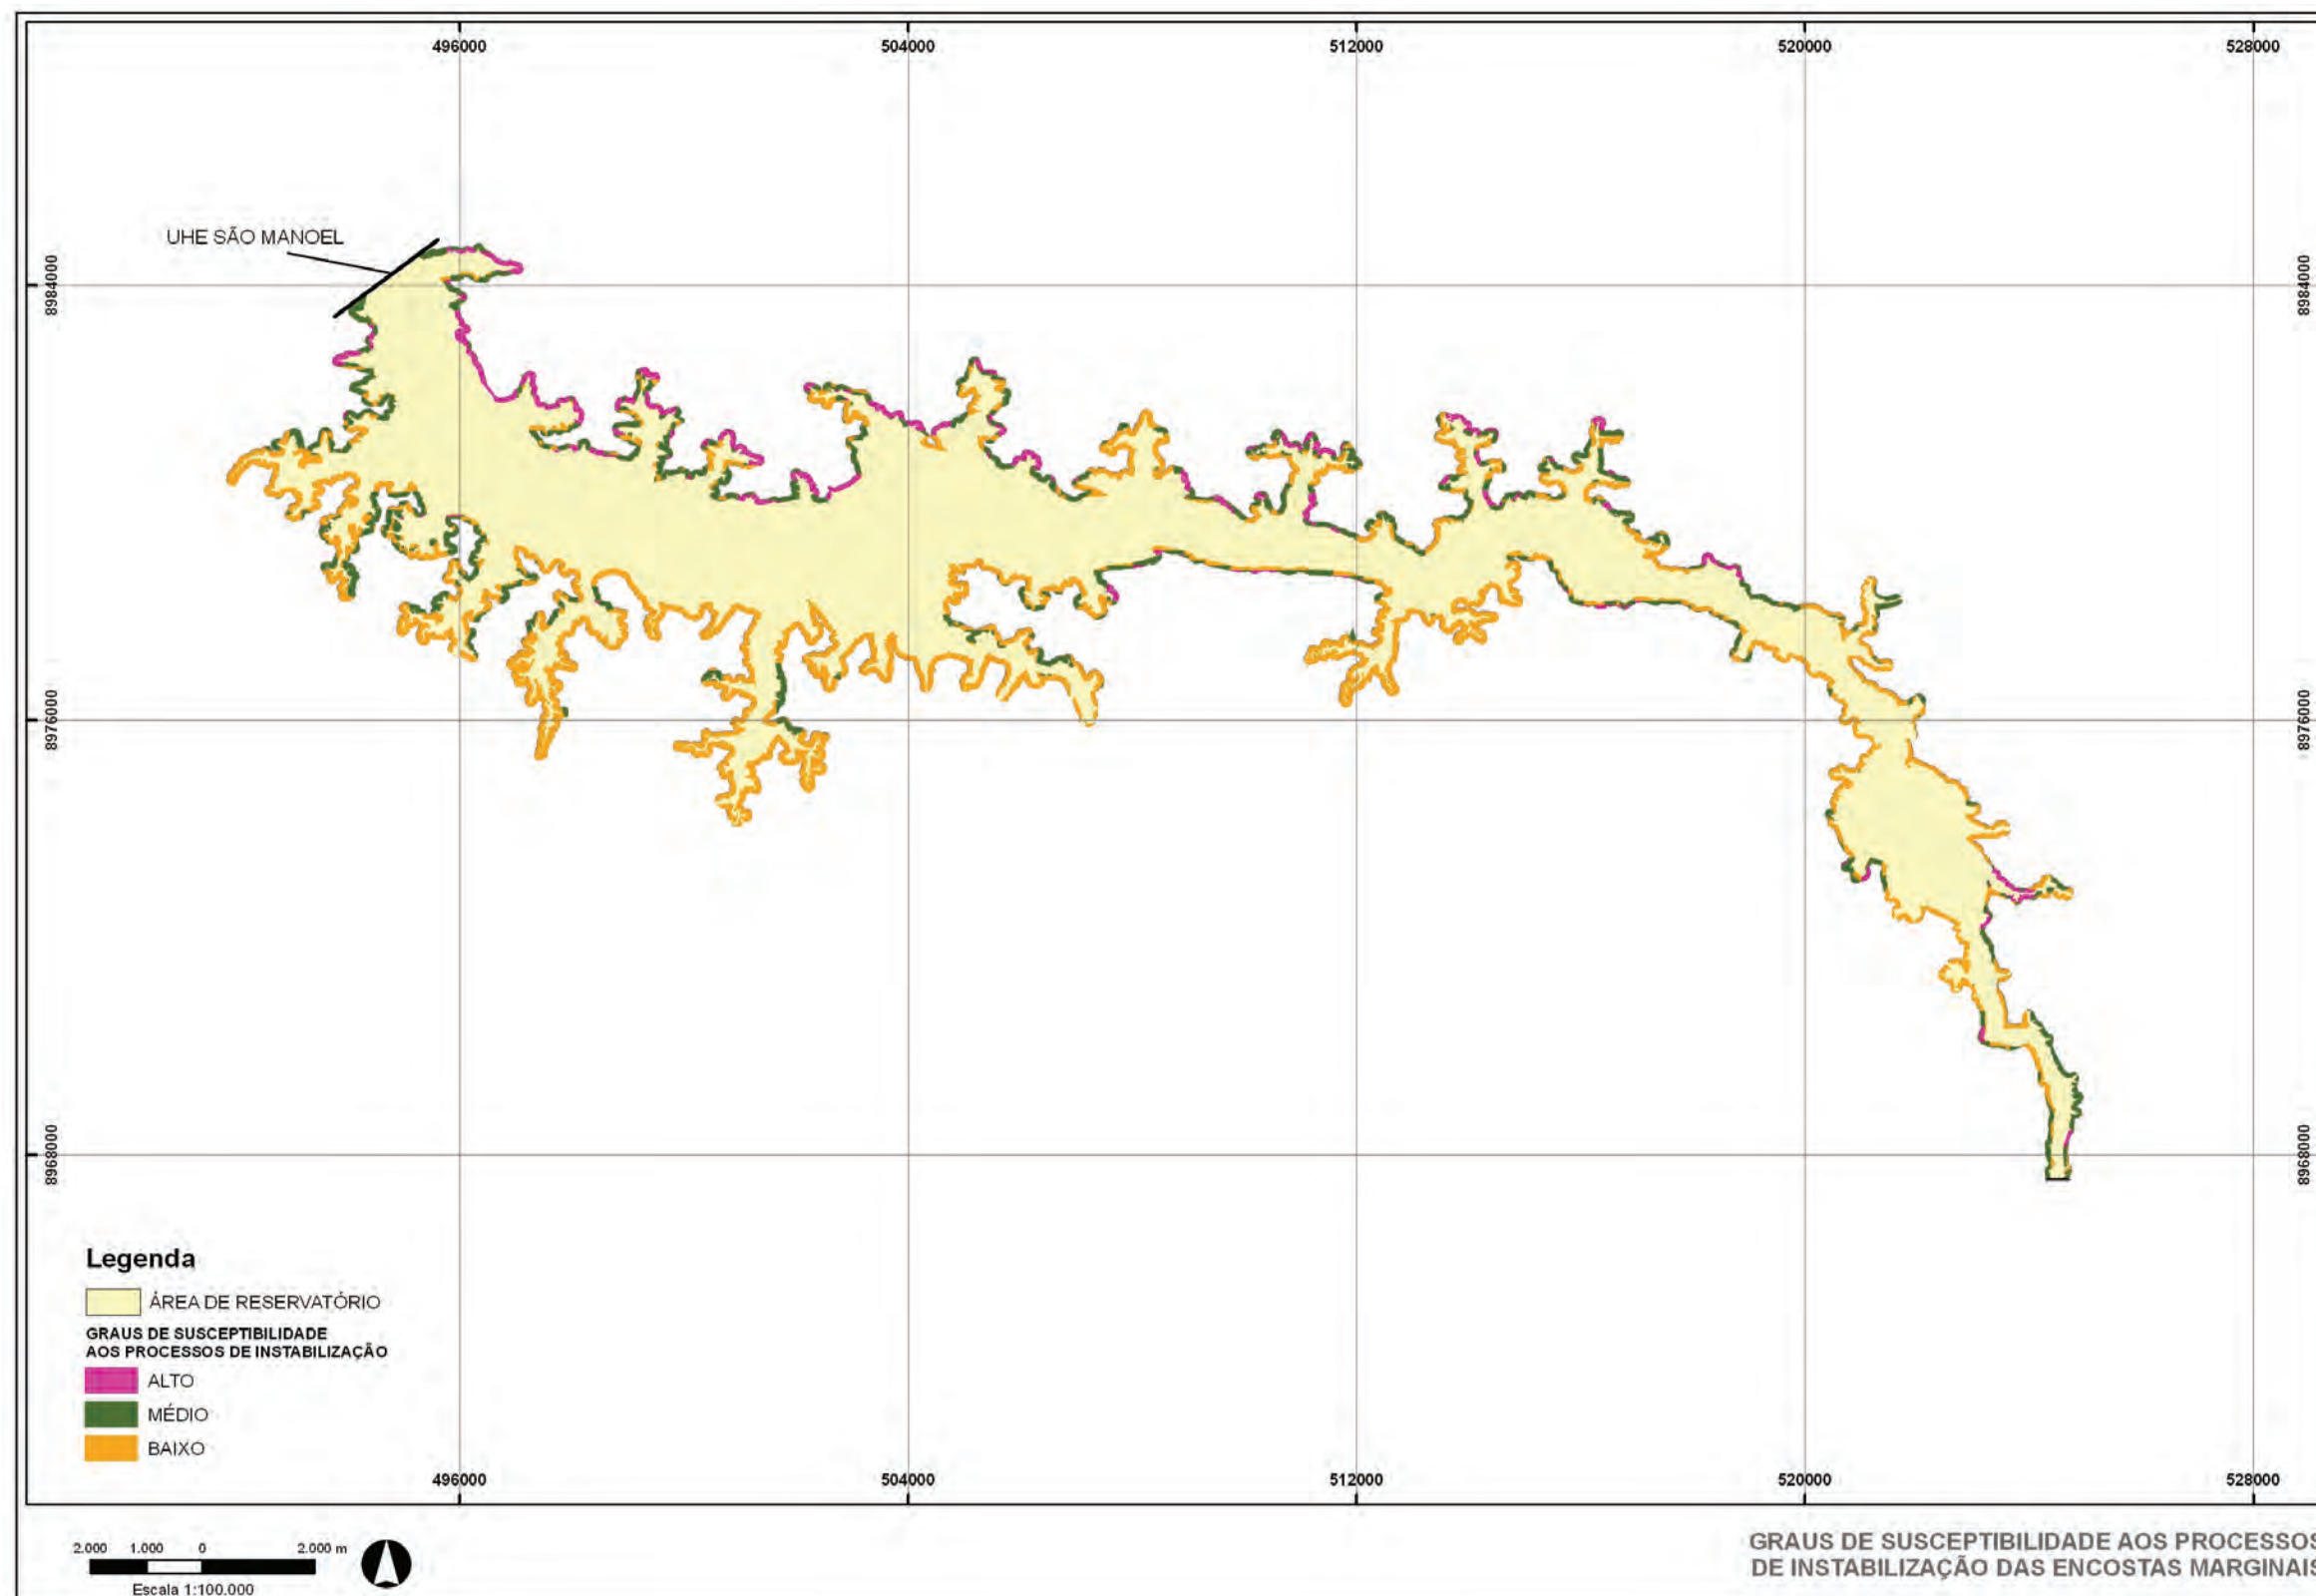 496000
504000
512000
520000
528000
UHE SÃO MANOEL
8984000
8984000
8976000
8976000
8968000
8968000
Legenda
ÁREA DE RESERVATÓRIO
GRAUS DE SUSCEPTIBILIDADE
AOS PROCESSOS DE INSTABILIZAÇÃO
ALTO
MÉDIO
BAIXO
496000
504000
512000
520000
528000
2.000 1.000 0 2.000 m
Escala 1:100.000
GRAUS DE SUSCEPTIBILIDADE AOS PROCESSOS
DE INSTABILIZAÇÃO DAS ENCOSTAS MARGINAIS